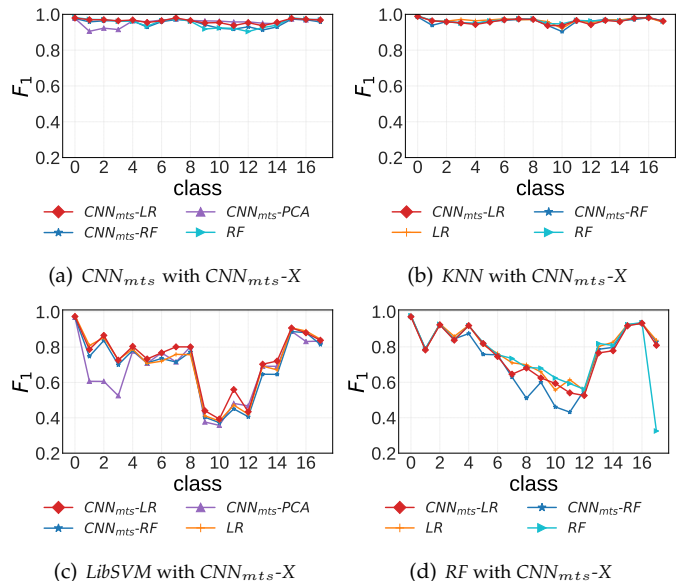 1.0
0.8
0.6
0.4
0.2
F1
0 2 4 6 8 10 12 14 16
class
CNNmts-LR CNNmts-PCA
CNNmts-RF RF
(a) CNNmts with CNNmts-X
1.0
0.8
0.6
0.4
0.2
F1
0 2 4 6 8 10 12 14 16
class
CNNmts-LR CNNmts-RF
LR RF
(b) KNN with CNNmts-X
1.0
0.8
0.6
0.4
0.2
F1
0 2 4 6 8 10 12 14 16
class
CNNmts-LR CNNmts-PCA
CNNmts-RF LR
(c) LibSVM with CNNmts-X
1.0
0.8
0.6
0.4
0.2
F1
0 2 4 6 8 10 12 14 16
class
CNNmts-LR CNNmts-RF
LR RF
(d) RF with CNNmts-X